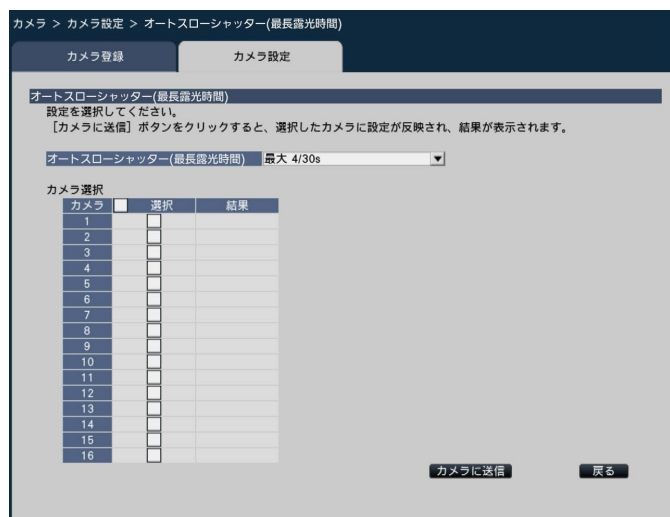 カメラ > カメラ設定 > オートスローシャッター(最長露光時間)
カメラ登録 カメラ設定
オートスローシャッター(最長露光時間)
設定を選択してください。
［カメラに送信］ボタンをクリックすると、選択したカメラに設定が反映され、結果が表示されます。
オートスローシャッター(最長露光時間) 最大 4/30s
カメラ選択
カメラ 選択 結果
1
2
3
4
5
6
7
8
9
10
11
12
13
14
15
16
カメラに送信 戻る